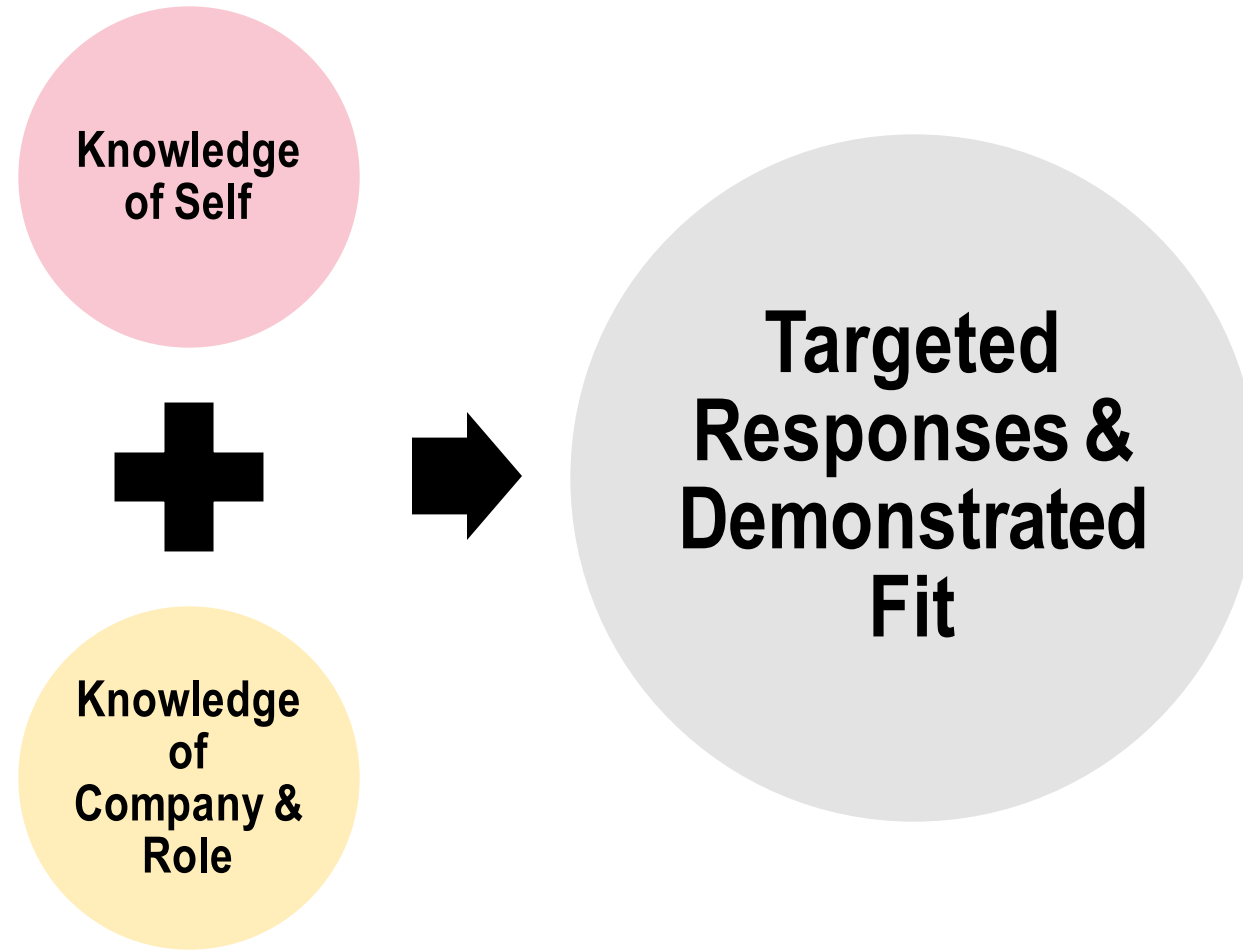 Knowledge
of Self
Knowledge
of
Company &
Role
Targeted
Responses &
Demonstrated
Fit